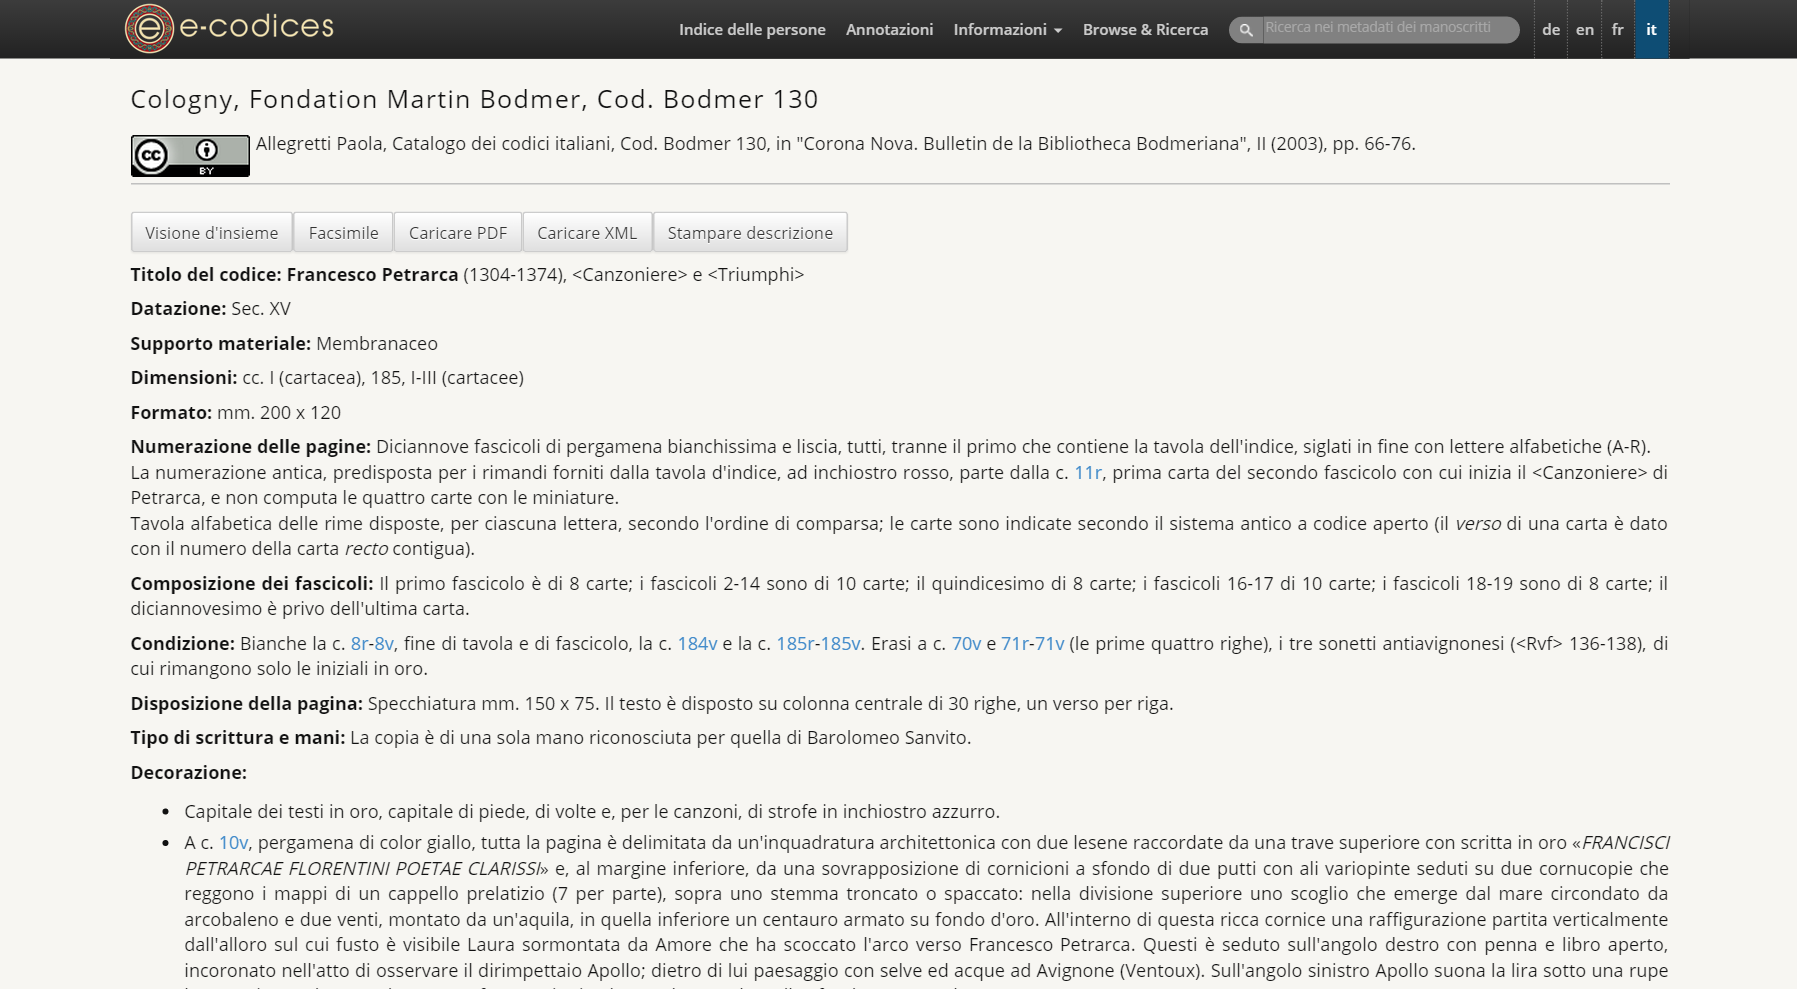 e-codices
Indice delle persone Annotazioni Informazioni Browse & Ricerca Ricerca nei metadati dei manoscritti de en fr it
Cologny, Fondation Martin Bodmer, Cod. Bodmer 130
cc BY Allegretti Paola, Catalogo dei codici italiani, Cod. Bodmer 130, in "Corona Nova. Bulletin de la Bibliotheca Bodmeriana", II (2003), pp. 66-76.
Visione d'insieme Facsimile Caricare PDF Caricare XML Stampare descrizione
Titolo del codice: Francesco Petrarca (1304-1374), <Canzoniere> e <Triumphi>
Datazione: Sec. XV
Supporto materiale: Membranaceo
Dimensioni: cc. I (cartacea), 185, I-III (cartacee)
Formato: mm. 200 x 120
Numerazione delle pagine: Diciannove fascicoli di pergamena bianchissima e liscia, tutti, tranne il primo che contiene la tavola dell'indice, siglati in fine con lettere alfabetiche (A-R).
La numerazione antica, predisposta per i rimandi forniti dalla tavola d'indice, ad inchiostro rosso, parte dalla c. 11r, prima carta del secondo fascicolo con cui inizia il <Canzoniere> di
Petrarca, e non computa le quattro carte con le miniature.
Tavola alfabetica delle rime disposte, per ciascuna lettera, secondo l'ordine di comparsa; le carte sono indicate secondo il sistema antico a codice aperto (il verso di una carta è dato
con il numero della carta recto contigua).
Composizione dei fascicoli: Il primo fascicolo è di 8 carte; i fascicoli 2-14 sono di 10 carte; il quindicesimo di 8 carte; i fascicoli 16-17 di 10 carte; i fascicoli 18-19 sono di 8 carte; il
diciannovesimo è privo dell'ultima carta.
Condizione: Bianche la c. 8r-8v, fine di tavola e di fascicolo, la c. 184v e la c. 185r-185v. Erasi a c. 70v e 71r-71v (le prime quattro righe), i tre sonetti antiavignonesi (<Rvf> 136-138), di
cui rimangono solo le iniziali in oro.
Disposizione della pagina: Specchiatura mm. 150 x 75. Il testo è disposto su colonna centrale di 30 righe, un verso per riga.
Tipo di scrittura e mani: La copia è di una sola mano riconosciuta per quella di Barolomeo Sanvito.
Decorazione:
• Capitale dei testi in oro, capitale di piede, di volte e, per le canzoni, di strofe in inchiostro azzurro.
• A c. 10v, pergamena di color giallo, tutta la pagina è delimitata da un'inquadratura architettonica con due lesene raccordate da una trave superiore con scritta in oro «FRANCISCI
PETRARCAE FLORENTINI POETAE CLARISSI» e, al margine inferiore, da una sovrapposizione di cornicioni a sfondo di due putti con ali variopinte seduti su due cornucopie che
reggono i mappi di un cappello prelatizio (7 per parte), sopra uno stemma troncato o spaccato: nella divisione superiore uno scoglio che emerge dal mare circondato da
arcobaleno e due venti, montato da un'aquila, in quella inferiore un centauro armato su fondo d'oro. All'interno di questa ricca cornice una raffigurazione partita verticalmente
dall'alloro sul cui fusto è visibile Laura sormontata da Amore che ha scoccato l'arco verso Francesco Petrarca. Questi è seduto sull'angolo destro con penna e libro aperto,
incoronato nell'atto di osservare il dirimpettaio Apollo; dietro di lui paesaggio con selve ed acque ad Avignone (Ventoux). Sull'angolo sinistro Apollo suona la lira sotto una rupe